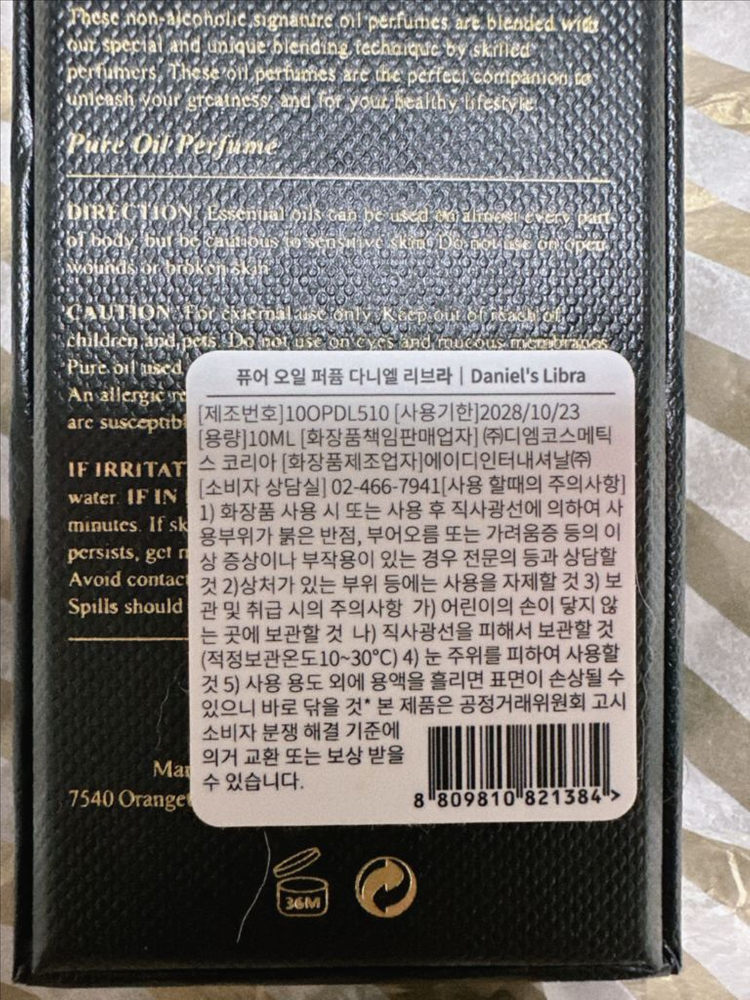 These non-alcoholic signature oil perfumes are blended with
our special and unique blending technique by skilled
perfumers. These oil perfumes are the perfect companion to
unleash your greatness and for your healthy lifestyle.
Pure Oil Perfume
DIRECTION: Essential oils can be used on almost every part
of body, but be cautious to sensitive skin. Do not use on open
wounds or broken skin
CAUTION: For external use only. Keep out of reach of
children and pets. Do not use on eyes and mucous membranes
Pure oil used
An allergic re
are susceptib
IF IRRITAT
water. IF IN
minutes. If sk
persists, get m
Avoid contac
Spills should
Man
7540 Oranget
퓨어 오일 퍼퓸 다니엘 리브라 | Daniel's Libra
[제조번호]10OPDL510 [사용기한]2028/10/23
[용량]10ML [화장품책임판매업자] ㈜디엠코스메틱
스 코리아 [화장품제조업자]에이디인터내셔날㈜
[소비자 상담실] 02-466-7941[사용 할때의 주의사항]
1) 화장품 사용 시 또는 사용 후 직사광선에 의하여 사
용부위가 붉은 반점, 부어오름 또는 가려움증 등의 이
상 증상이나 부작용이 있는 경우 전문의 등과 상담할
것 2)상처가 있는 부위 등에는 사용을 자제할 것 3) 보
관 및 취급 시의 주의사항 가) 어린이의 손이 닿지 않
는 곳에 보관할 것 나) 직사광선을 피해서 보관할 것
(적정보관온도10~30℃) 4) 눈 주위를 피하여 사용할
것 5) 사용 용도 외에 용액을 흘리면 표면이 손상될 수
있으니 바로 닦을 것* 본 제품은 공정거래위원회 고시
소비자 분쟁 해결 기준에
의거 교환 또는 보상 받을
수 있습니다.
8 809810 821384 >
36M